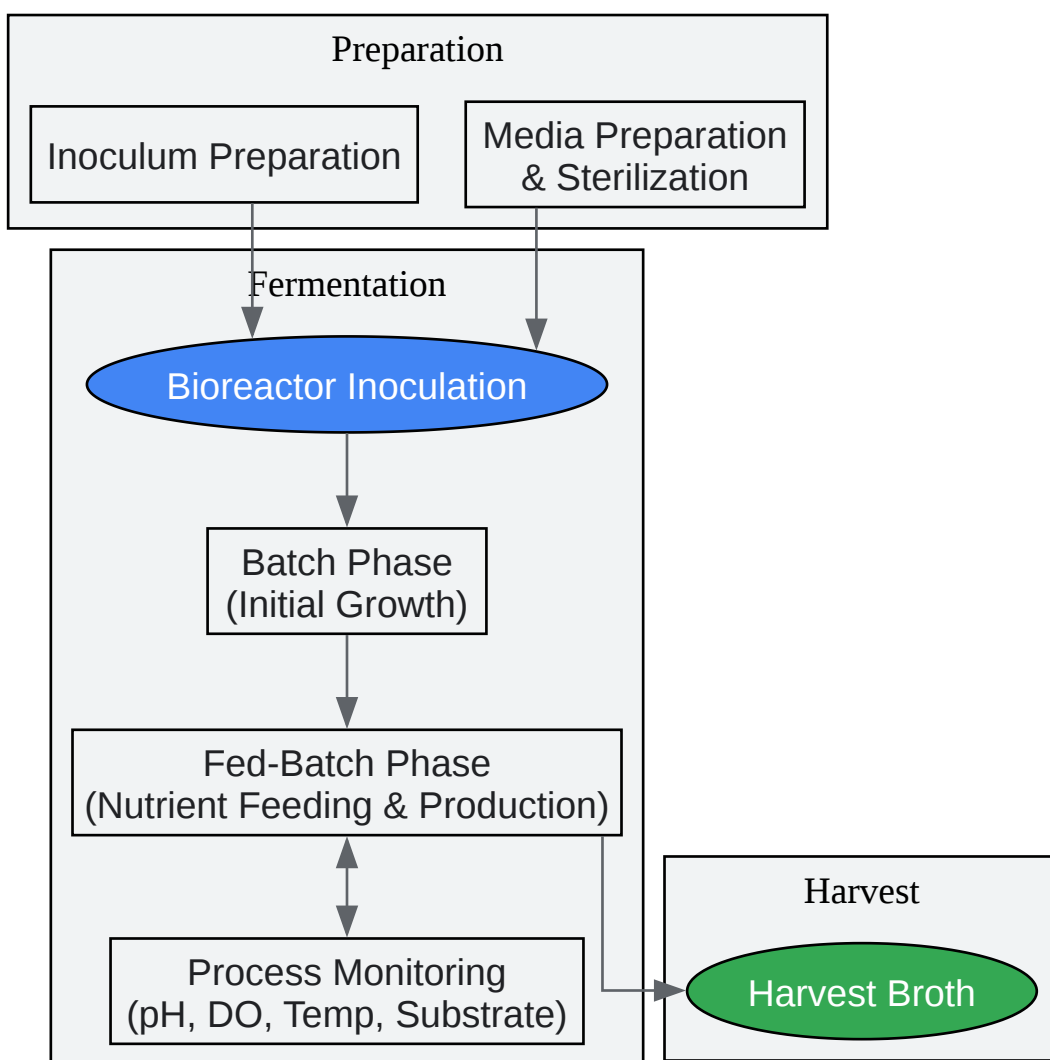 Preparation
Inoculum Preparation
Media Preparation
& Sterilization
Fermentation
Bioreactor Inoculation
Batch Phase
(Initial Growth)
Fed-Batch Phase
(Nutrient Feeding & Production)
Process Monitoring
(pH, DO, Temp, Substrate)
Harvest
Harvest Broth